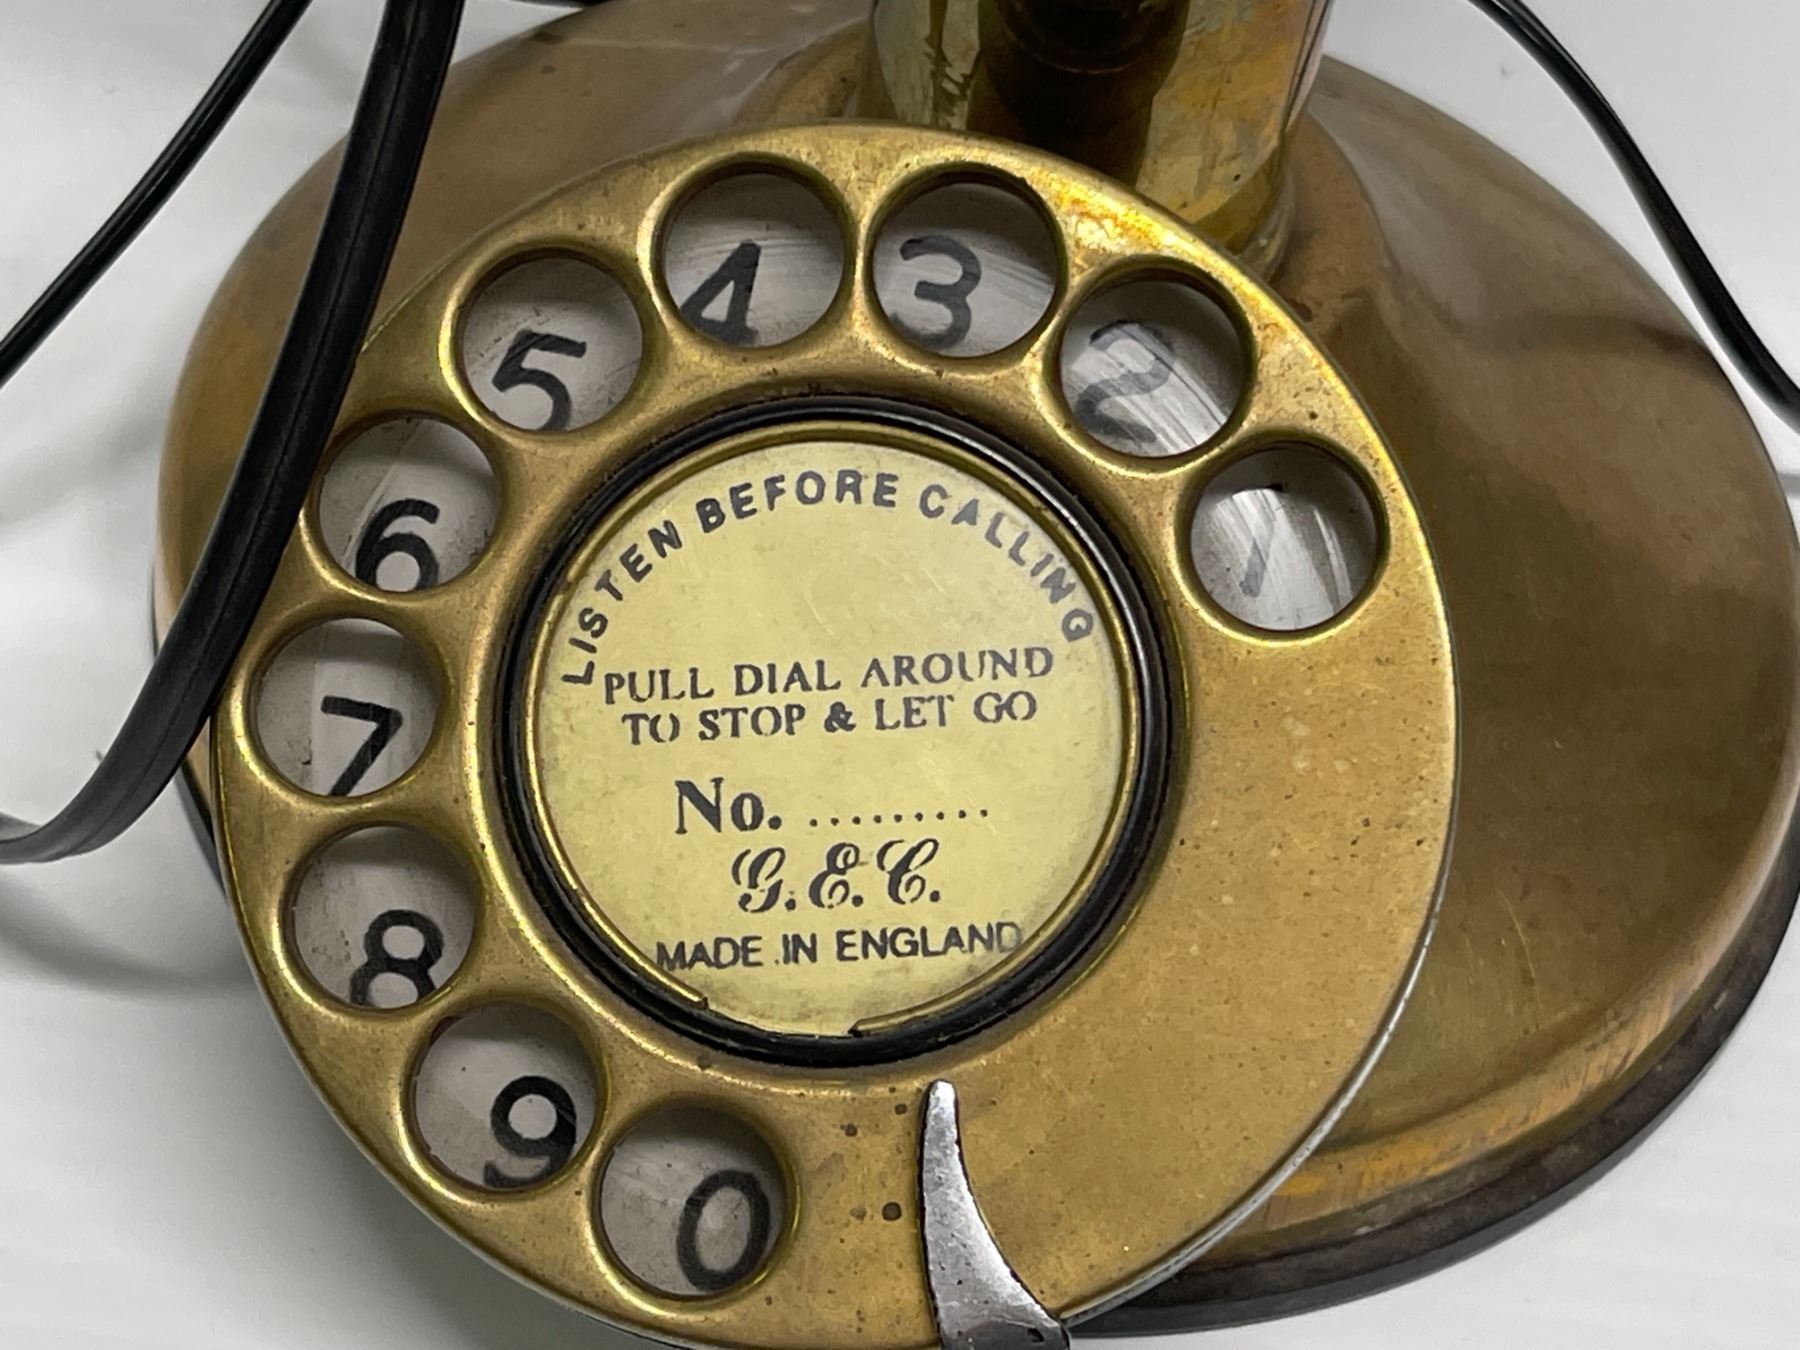 LISTEN BEFORE CALLING
PULL DIAL AROUND
TO STOP & LET GO
No. .........
G.E.C.
MADE IN ENGLAND
1
2
3
4
5
6
7
8
9
0